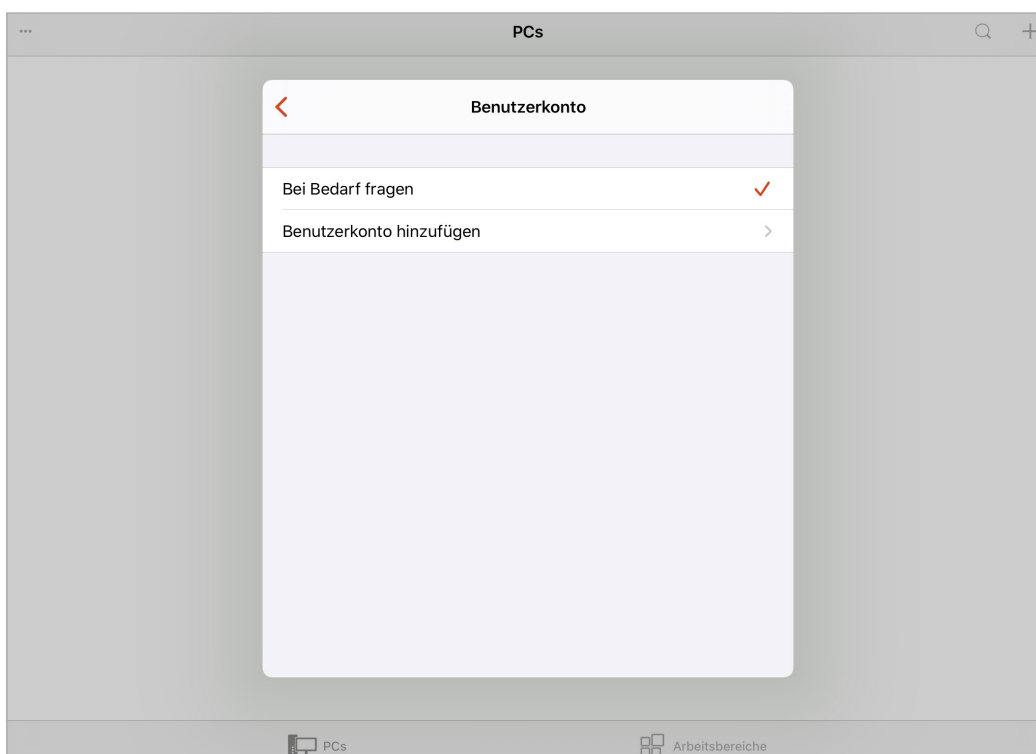 PCs
Benutzerkonto
Bei Bedarf fragen
Benutzerkonto hinzufügen
PCs
Arbeitsbereiche